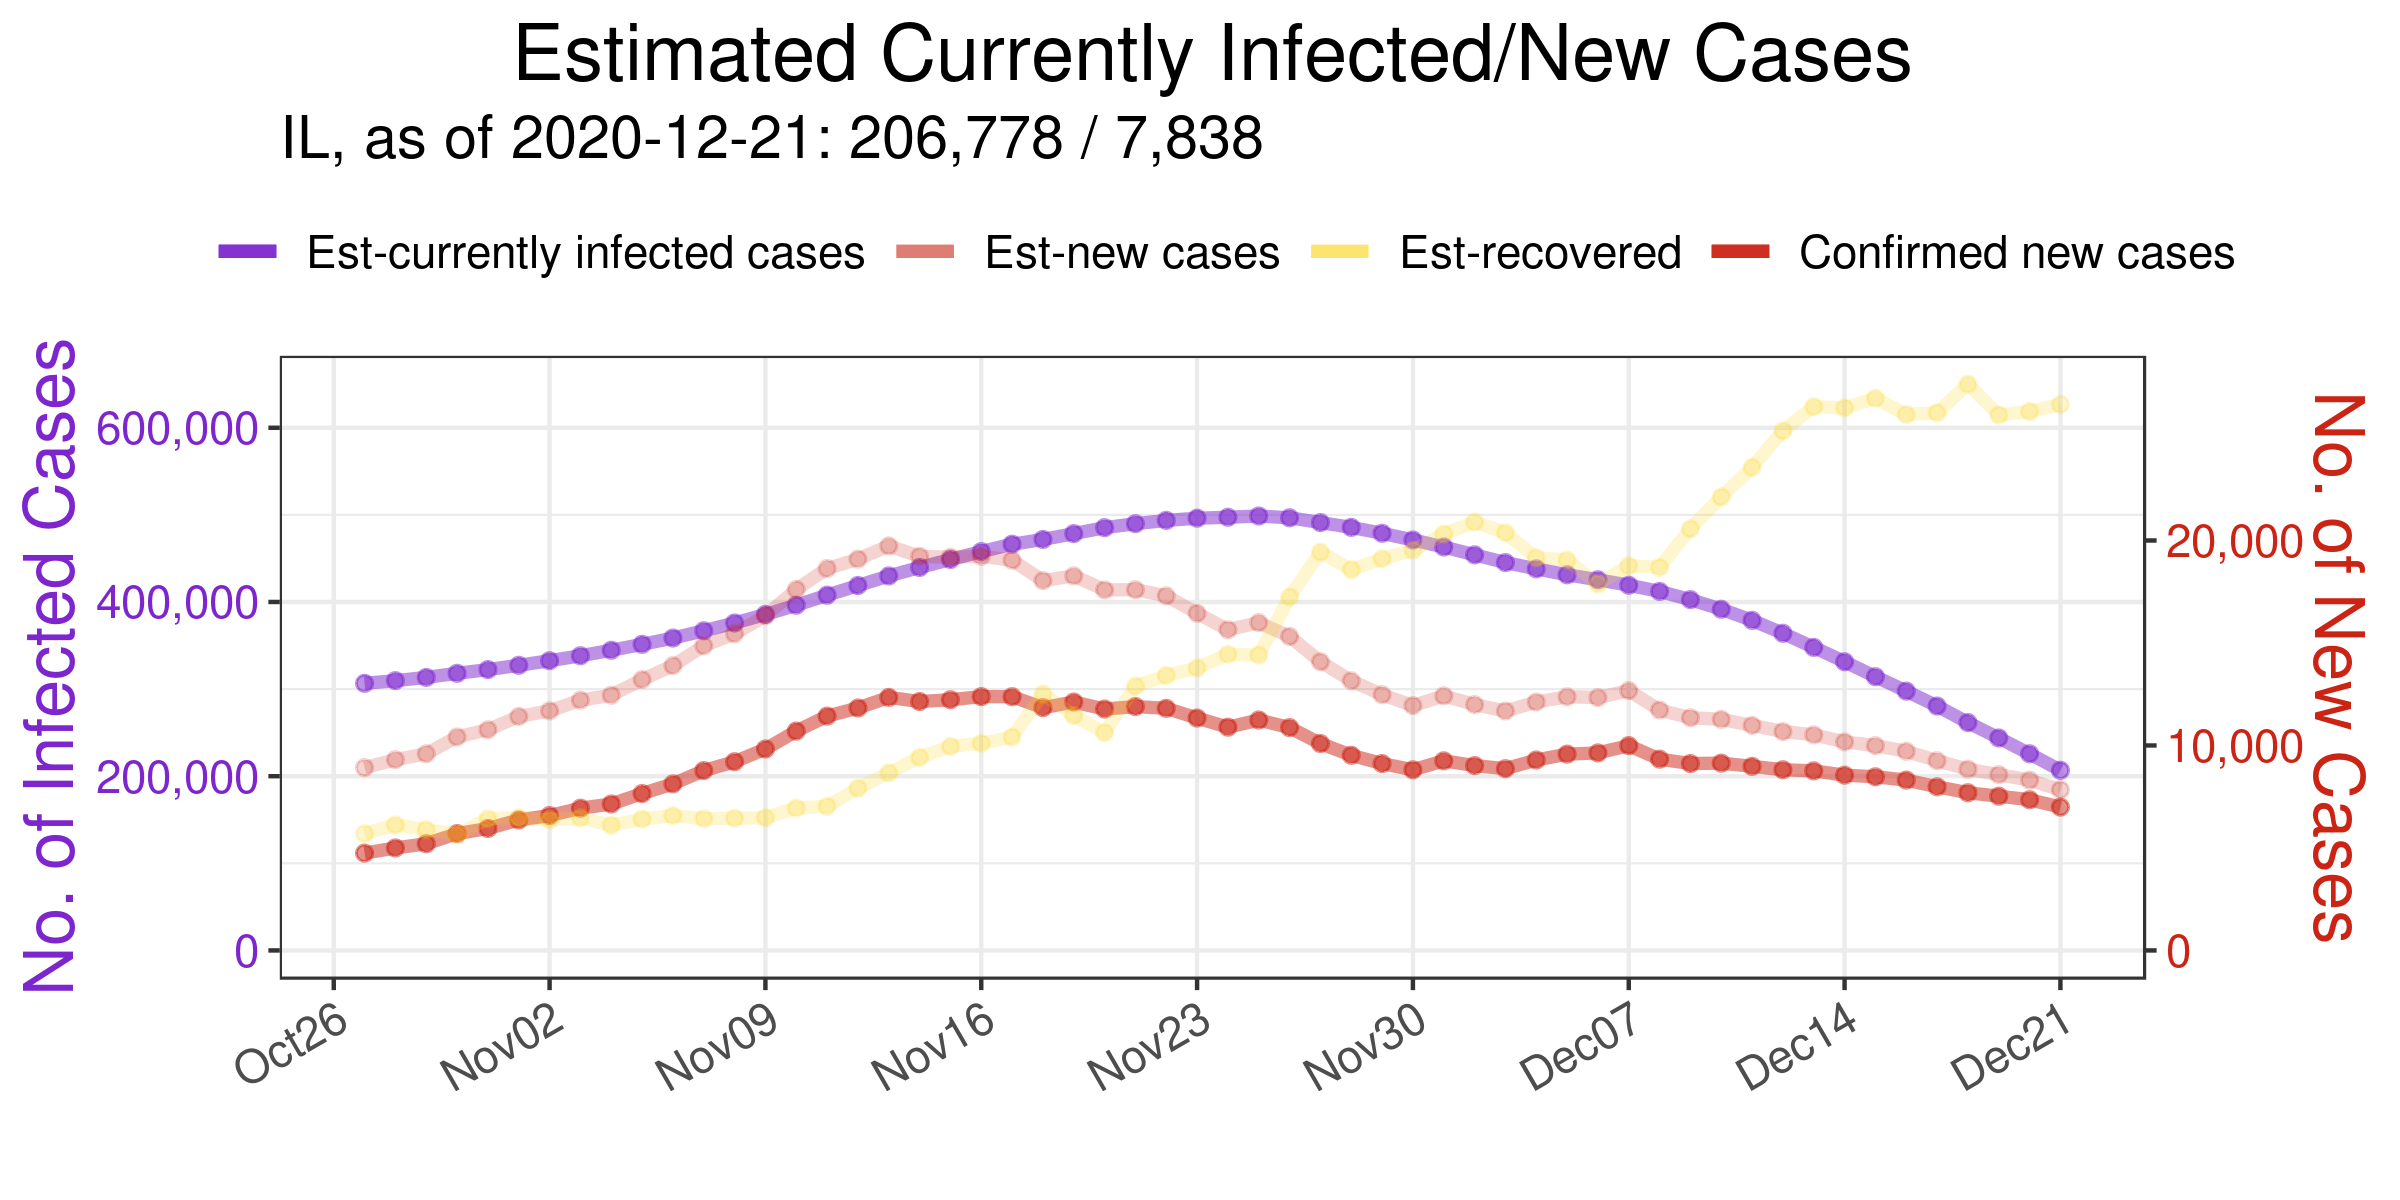 Estimated Currently Infected/New Cases
IL, as of 2020-12-21: 206,778 / 7,838
Est-currently infected cases Est-new cases Est-recovered Confirmed new cases
No. of Infected Cases
600,000
400,000
200,000
0
20,000
10,000
0
No. of New Cases
Oct26 Nov02 Nov09 Nov16 Nov23 Nov30 Dec07 Dec14 Dec21